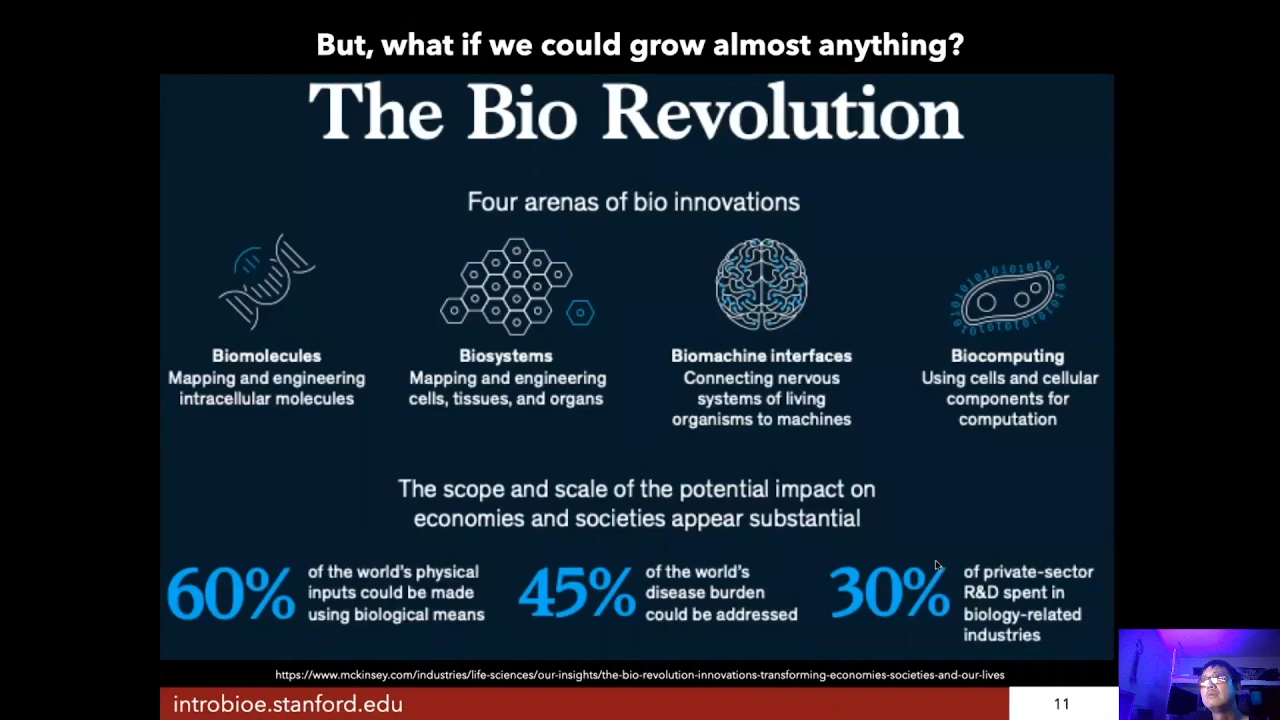 But, what if we could grow almost anything?
The Bio Revolution
Four arenas of bio innovations
Biomolecules
Mapping and engineering
intracellular molecules
Biosystems
Mapping and engineering
cells, tissues, and organs
Biomachine interfaces
Connecting nervous
systems of living
organisms to machines
Biocomputing
Using cells and cellular
components for
computation
The scope and scale of the potential impact on
economies and societies appear substantial
60%
of the world's physical
inputs could be made
using biological means
45%
of the world's
disease burden
could be addressed
30%
of private-sector
R&D spent in
biology-related
industries
https://www.mckinsey.com/industries/life-sciences/our-insights/the-bio-revolution-innovations-transforming-economies-societies-and-our-lives
introbioe.stanford.edu
11